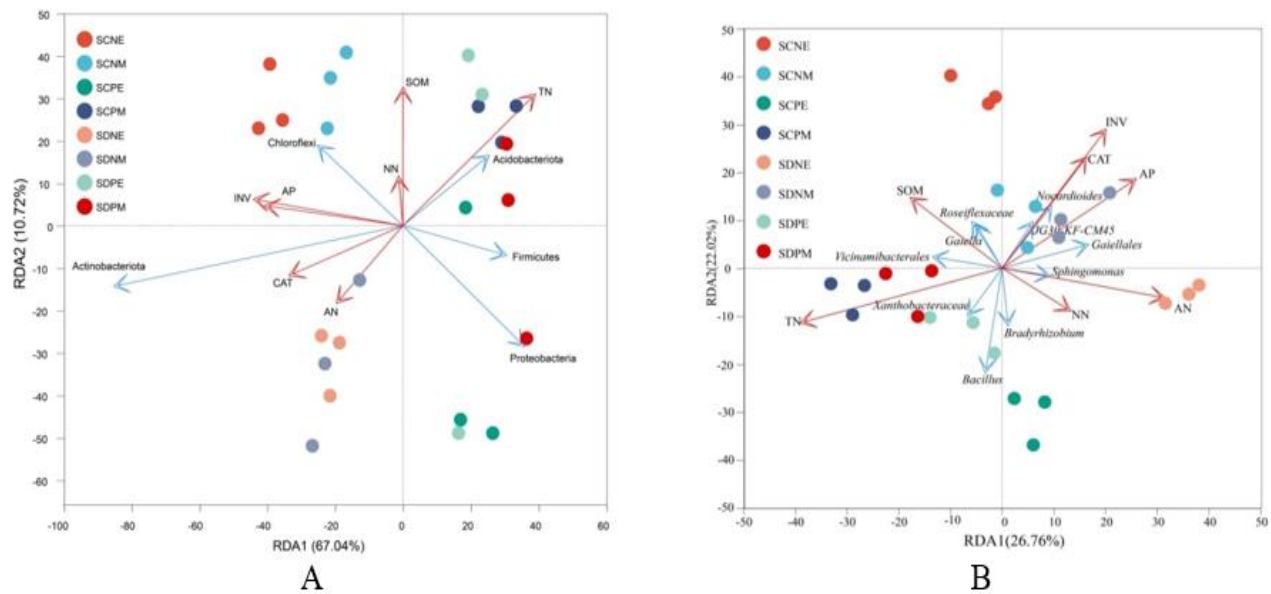 50
40
30
20
10
0
-10
-20
-30
-40
-50
-60
-100
-80
-60
-40
-20
0
20
40
60
RDA2 (10.72%)
RDA1 (67.04%)
SCNE
SCNM
SCPE
SCPM
SDNE
SDNM
SDPE
SDPM
SOM
TN
Chloroflexi
Acidobacteriota
NN
INV
AP
Firmicutes
Actinobacteriota
CAT
AN
Proteobacteria
A
50
40
30
20
10
0
-10
-20
-30
-40
-50
-50
-40
-30
-20
-10
0
10
20
30
40
50
RDA2(22.02%)
RDA1(26.76%)
SCNE
SCNM
SCPE
SCPM
SDNE
SDNM
SDPE
SDPM
INV
CAT
AP
SOM
Nocardioides
Roseiflexaceae
JG30-KF-CM45
Gaiella
Gaiellales
Vicinamibacterales
Sphingomonas
Xanthobacteraceae
NN
AN
TN
Bradyrhizobium
Bacillus
B